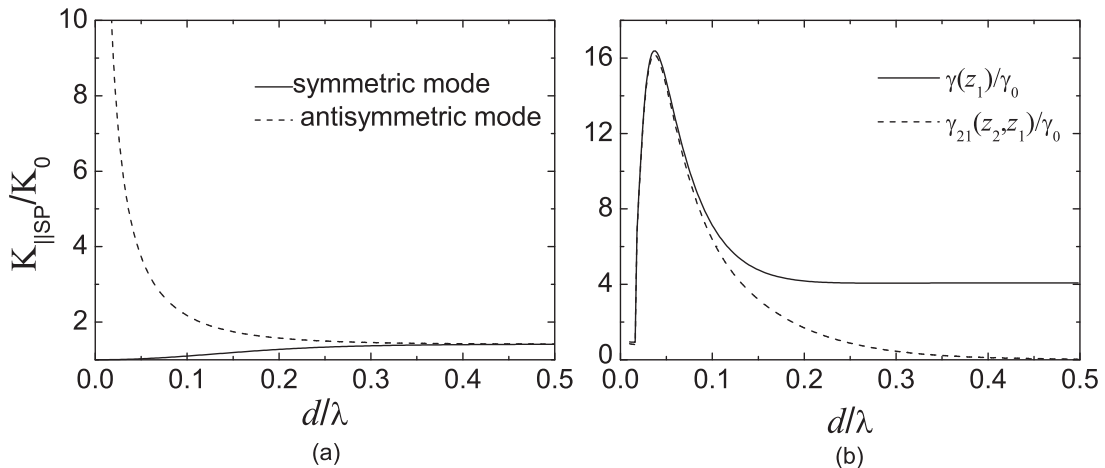 10
8
6
4
2
0.0 0.1 0.2 0.3 0.4 0.5
K||SP/K0
symmetric mode
antisymmetric mode
d/λ
(a)
16
12
8
4
0
0.0 0.1 0.2 0.3 0.4 0.5
γ(z1)/γ0
γ21(z2,z1)/γ0
d/λ
(b)